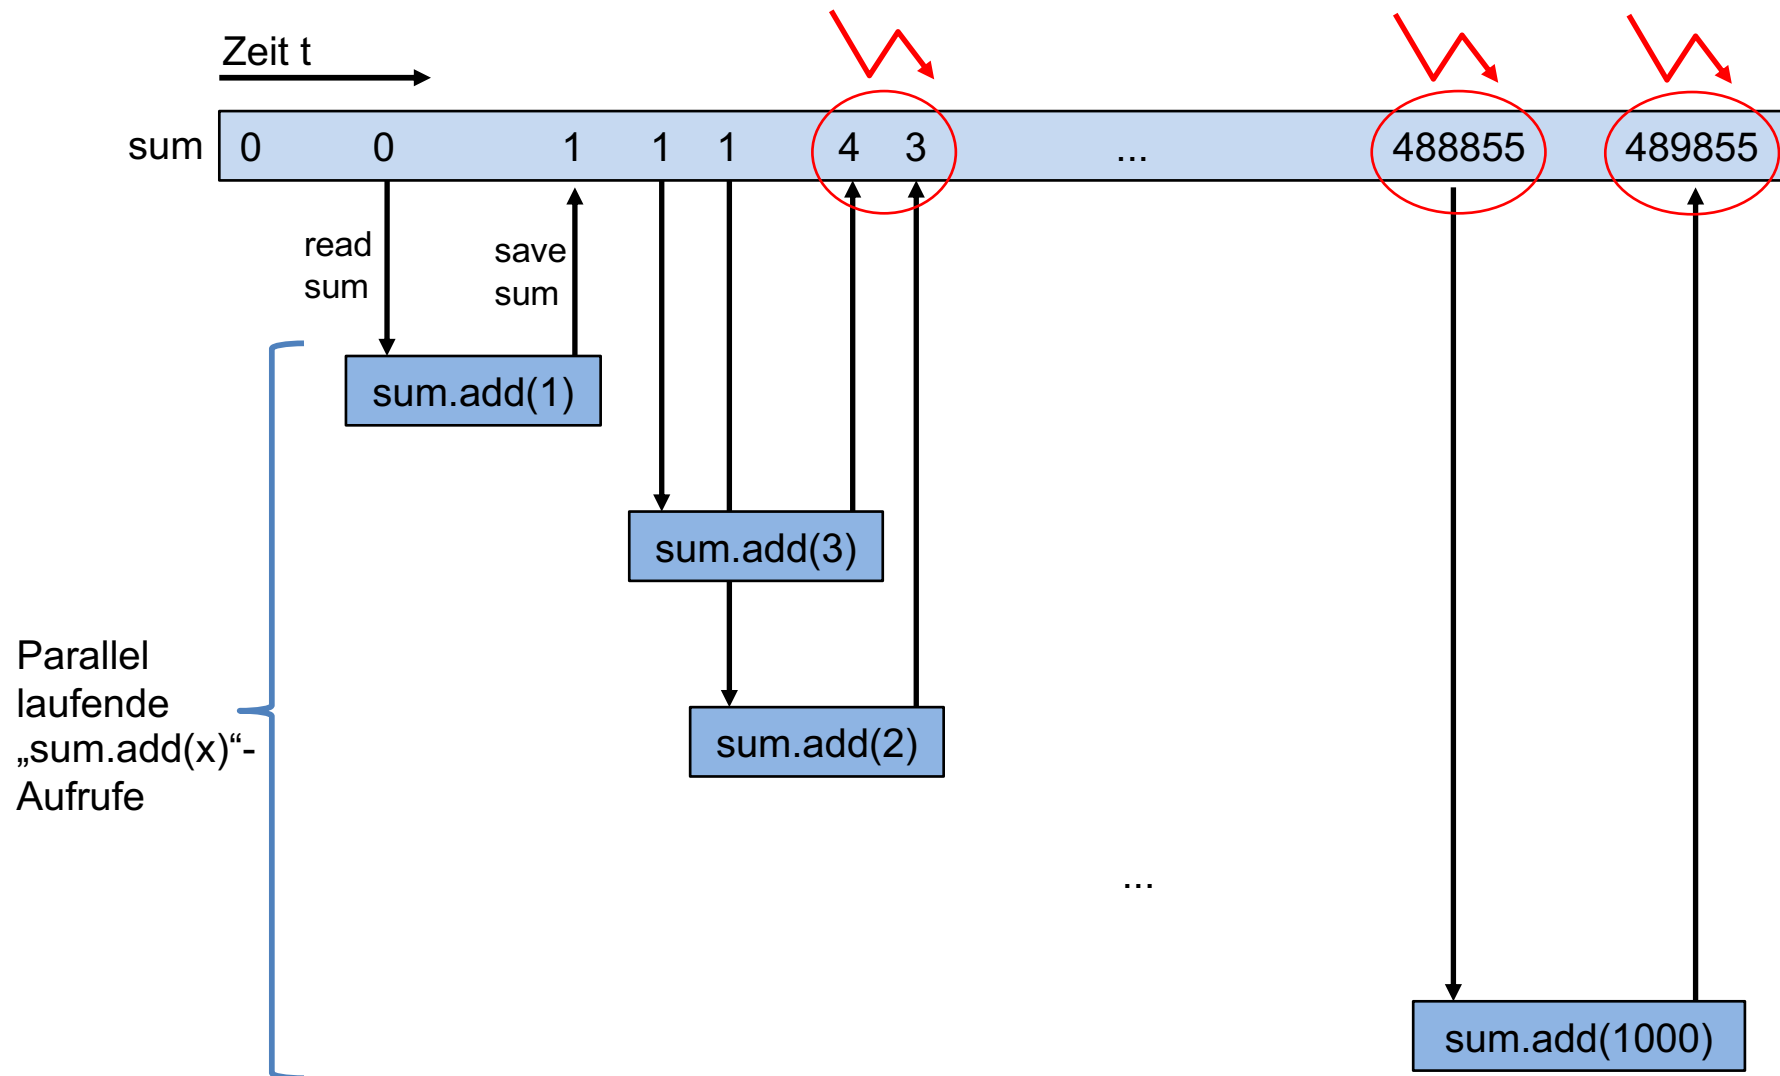 Zeit t
sum 0 0 1 1 1 4 3 ... 488855 489855
read
sum
save
sum
sum.add(1)
sum.add(3)
Parallel
laufende
„sum.add(x)“-
Aufrufe
sum.add(2)
...
sum.add(1000)